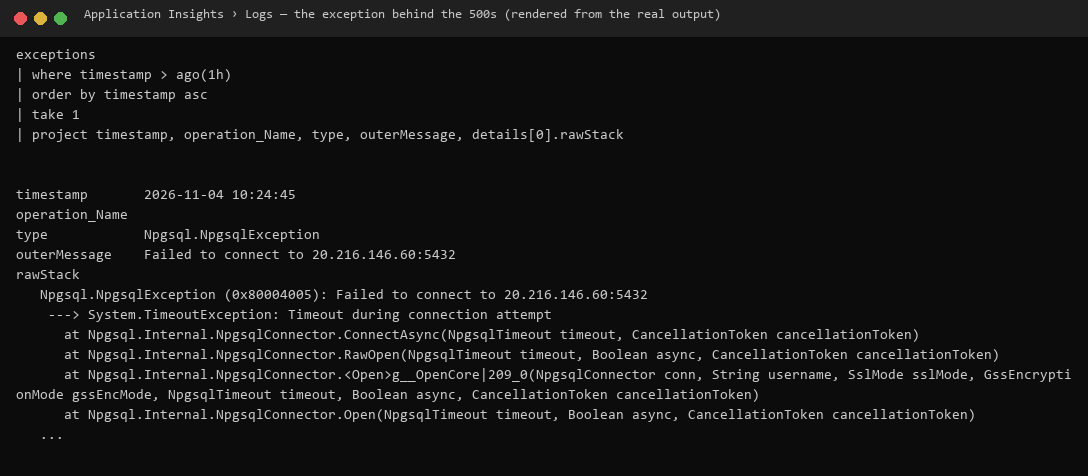 Application Insights › Logs — the exception behind the 500s (rendered from the real output)
exceptions
| where timestamp > ago(1h)
| order by timestamp asc
| take 1
| project timestamp, operation_Name, type, outerMessage, details[0].rawStack
timestamp       2026-11-04 10:24:45
operation_Name
type            Npgsql.NpgsqlException
outerMessage    Failed to connect to 20.216.146.60:5432
rawStack
   Npgsql.NpgsqlException (0x80004005): Failed to connect to 20.216.146.60:5432
    ---> System.TimeoutException: Timeout during connection attempt
      at Npgsql.Internal.NpgsqlConnector.ConnectAsync(NpgsqlTimeout timeout, CancellationToken cancellationToken)
      at Npgsql.Internal.NpgsqlConnector.RawOpen(NpgsqlTimeout timeout, Boolean async, CancellationToken cancellationToken)
      at Npgsql.Internal.NpgsqlConnector.<Open>g__OpenCore|209_0(NpgsqlConnector conn, String username, SslMode sslMode, GssEncrypti
onMode gssEncMode, NpgsqlTimeout timeout, Boolean async, CancellationToken cancellationToken)
      at Npgsql.Internal.NpgsqlConnector.Open(NpgsqlTimeout timeout, Boolean async, CancellationToken cancellationToken)
   ...